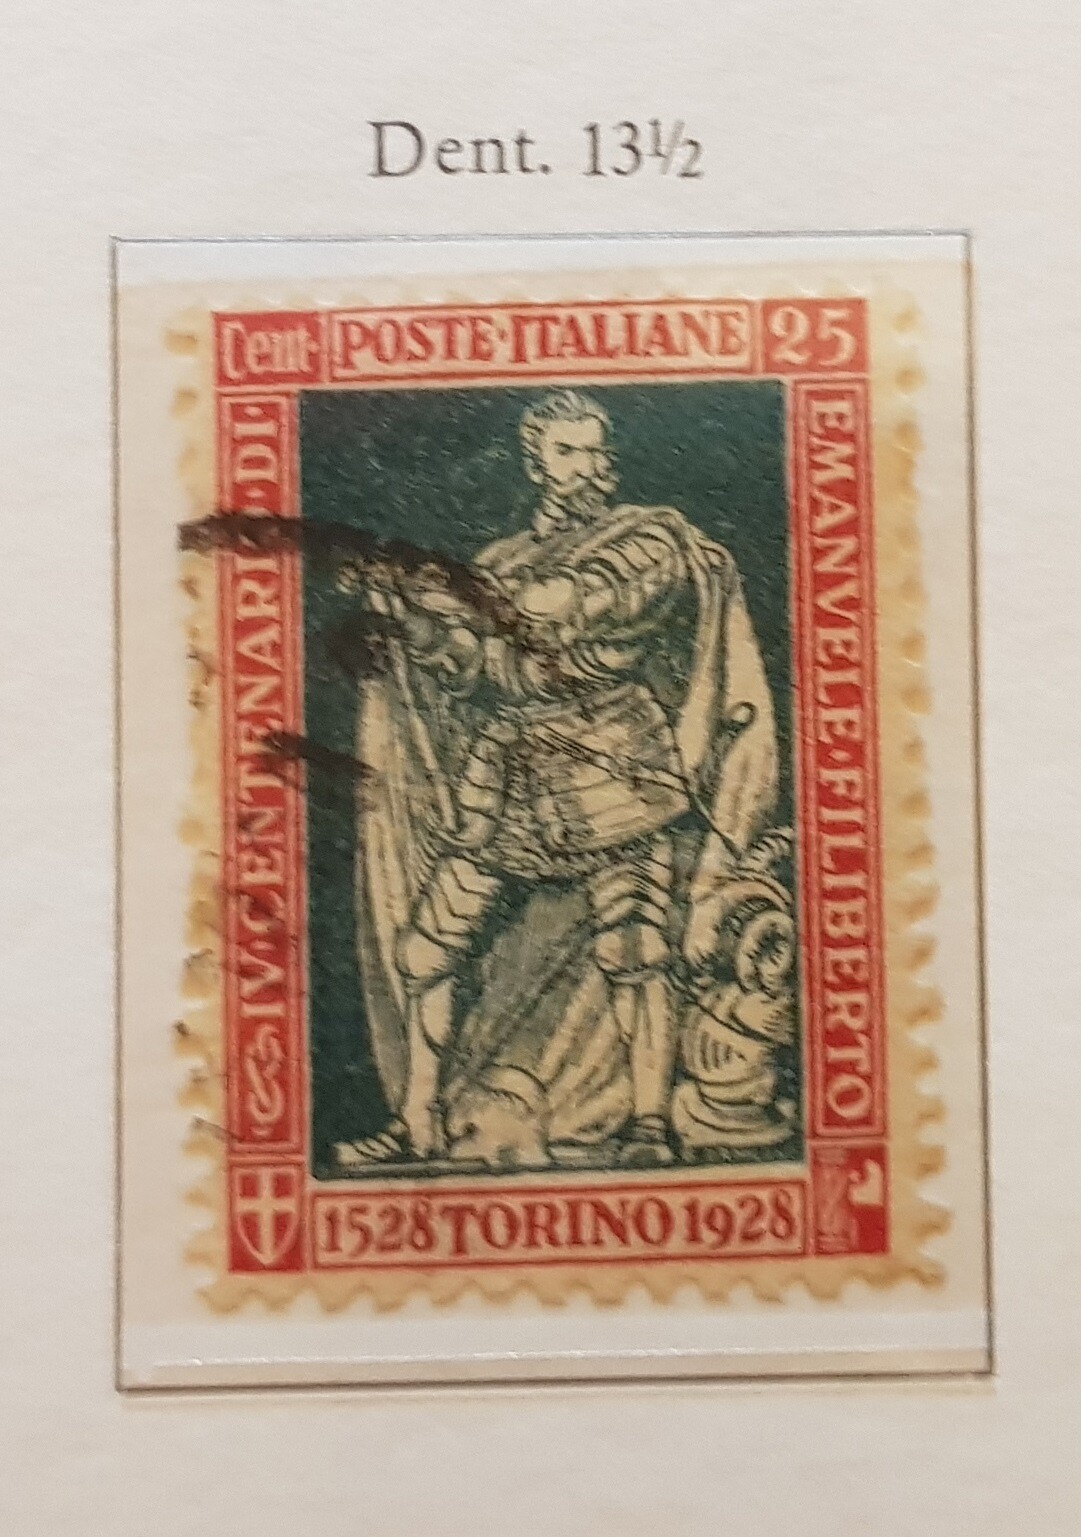 Dent. 13½
Cent.
POSTE·ITALIANE
25
·IV·CENTENARIO·DI·
EMANVELE·FILIBERTO
1528 TORINO 1928